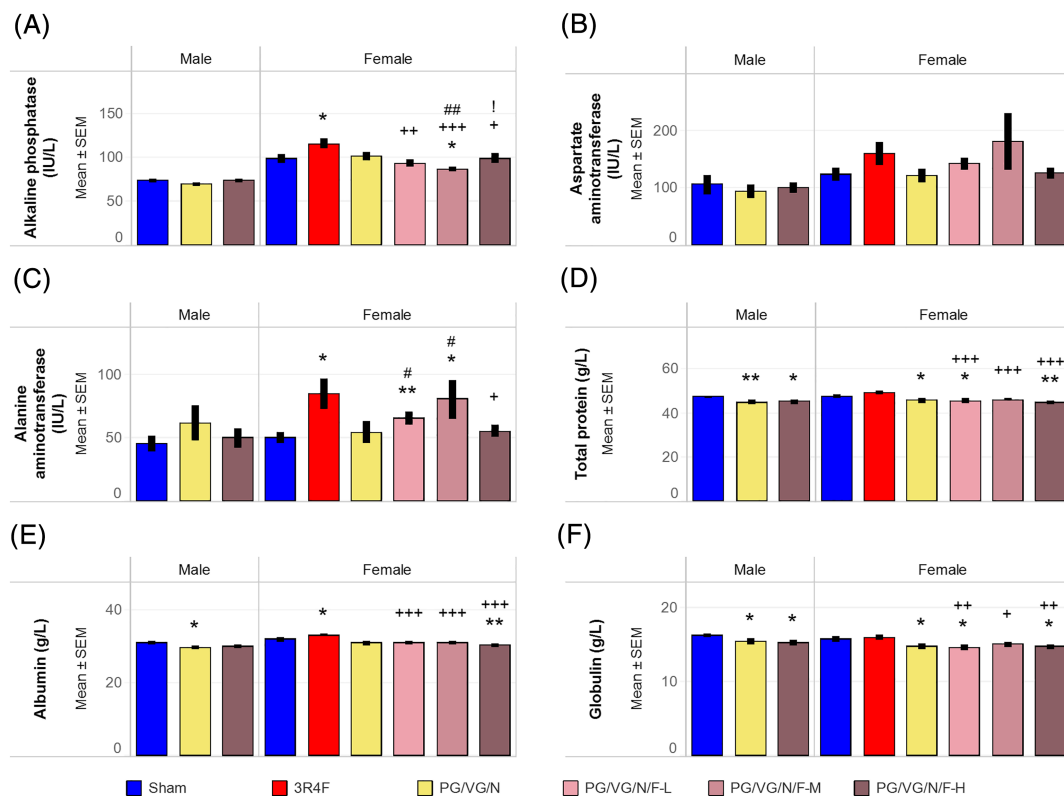 (A)
Male
Female
Alkaline phosphatase
(IU/L)
Mean ± SEM
150
100
50
0
*
++
##
+++
*
!
+
(B)
Male
Female
Aspartate
aminotransferase
(IU/L)
Mean ± SEM
200
100
0
(C)
Male
Female
Alanine
aminotransferase
(IU/L)
Mean ± SEM
100
50
0
*
#
**
#
*
+
(D)
Male
Female
Total protein (g/L)
Mean ± SEM
60
40
20
0
**
*
*
+++
*
+++
+++
**
(E)
Male
Female
Albumin (g/L)
Mean ± SEM
40
20
0
*
*
+++
+++
+++
**
(F)
Male
Female
Globulin (g/L)
Mean ± SEM
20
10
0
*
*
*
++
*
+
++
*
Sham 3R4F PG/VG/N PG/VG/N/F-L PG/VG/N/F-M PG/VG/N/F-H